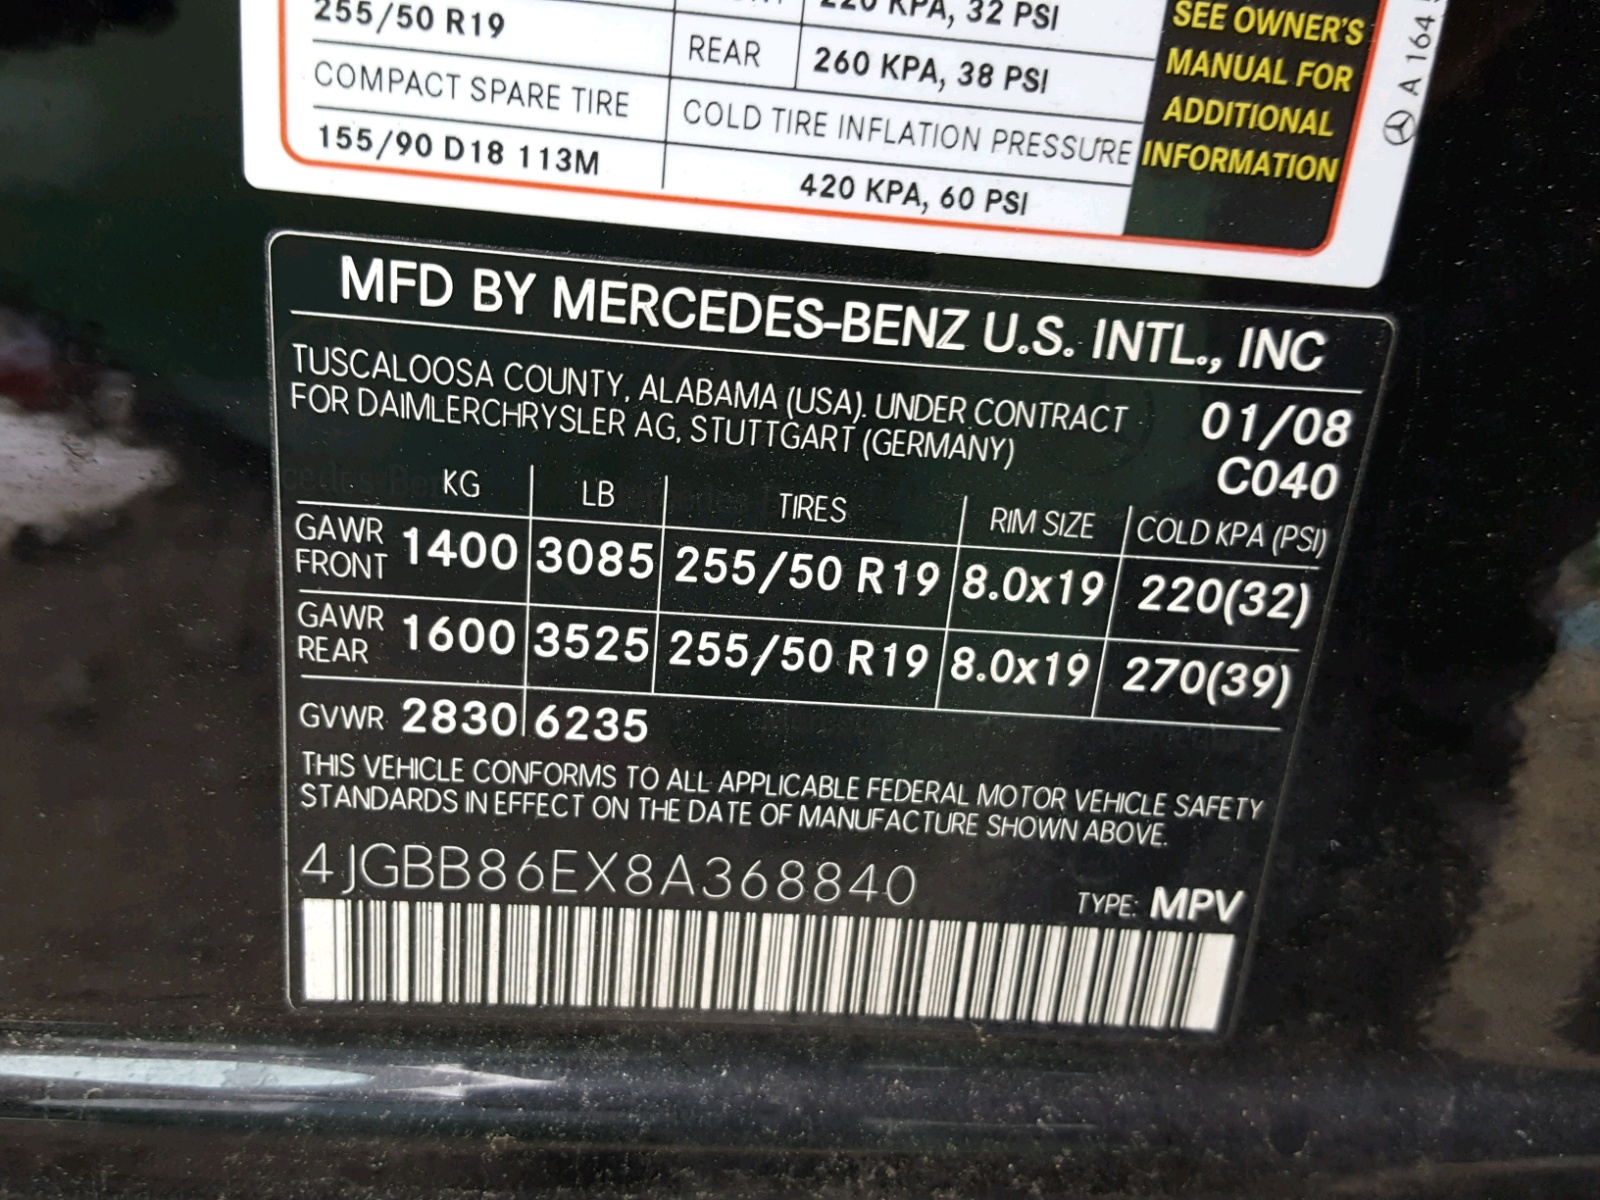 255/50 R19
220 KPA, 32 PSI
REAR
260 KPA, 38 PSI
COMPACT SPARE TIRE
COLD TIRE INFLATION PRESSURE
155/90 D18 113M
420 KPA, 60 PSI
SEE OWNER'S
MANUAL FOR
ADDITIONAL
INFORMATION
A 164
MFD BY MERCEDES-BENZ U.S. INTL., INC
TUSCALOOSA COUNTY, ALABAMA (USA). UNDER CONTRACT
FOR DAIMLERCHRYSLER AG, STUTTGART (GERMANY)
01/08
C040
KG LB TIRES RIM SIZE COLD KPA (PSI)
GAWR FRONT 1400 3085 255/50 R19 8.0x19 220(32)
GAWR REAR 1600 3525 255/50 R19 8.0x19 270(39)
GVWR 2830 6235
THIS VEHICLE CONFORMS TO ALL APPLICABLE FEDERAL MOTOR VEHICLE SAFETY
STANDARDS IN EFFECT ON THE DATE OF MANUFACTURE SHOWN ABOVE.
4JGBB86EX8A368840
TYPE: MPV